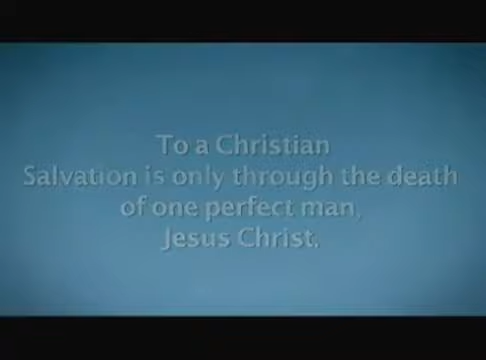 To a Christian
Salvation is only through the death
of one perfect man,
Jesus Christ.